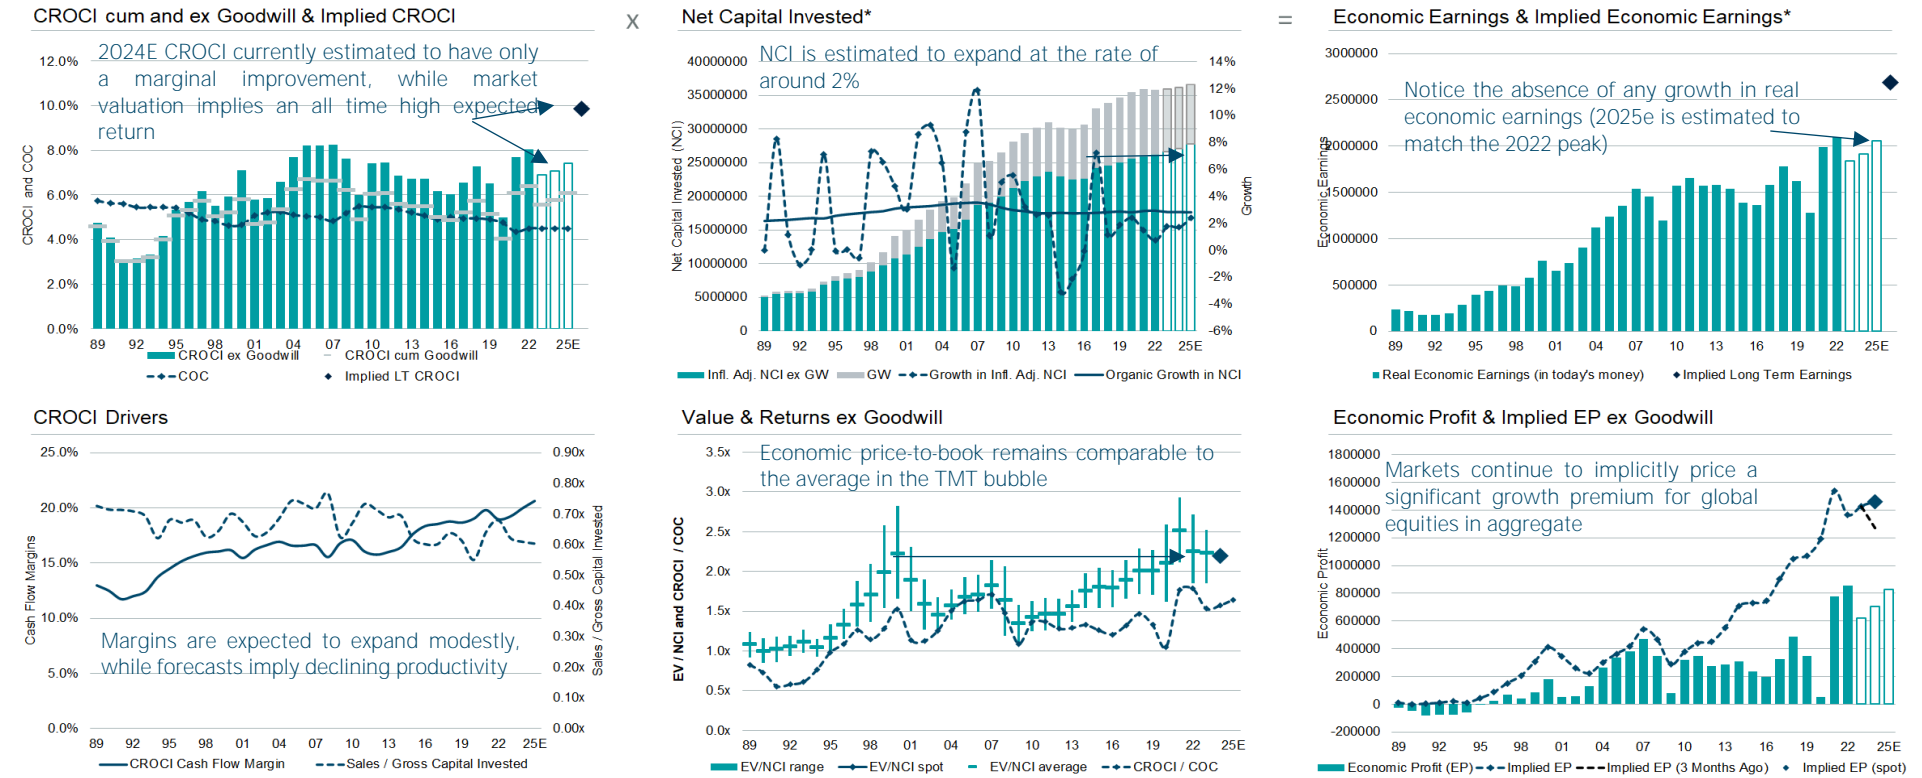 CROCI cum and ex Goodwill & Implied CROCI
2024E CROCI currently estimated to have only
a marginal improvement, while market
valuation implies an all time high expected
return
CROCI and COC
12.0%
10.0%
8.0%
6.0%
4.0%
2.0%
0.0%
89 92 95 98 01 04 07 10 13 16 19 22 25E
CROCI ex Goodwill CROCI cum Goodwill
COC Implied LT CROCI
x
Net Capital Invested*
NCI is estimated to expand at the rate of
around 2%
Net Capital Invested (NCI)
40000000
35000000
30000000
25000000
20000000
15000000
10000000
5000000
0
14%
12%
10%
8%
6%
4%
2%
0%
-2%
-4%
-6%
Growth
89 92 95 98 01 04 07 10 13 16 19 22 25E
Infl. Adj. NCI ex GW GW Growth in Infl. Adj. NCI Organic Growth in NCI
=
Economic Earnings & Implied Economic Earnings*
Notice the absence of any growth in real
economic earnings (2025e is estimated to
match the 2022 peak)
Economic Earnings
3000000
2500000
2000000
1500000
1000000
500000
0
89 92 95 98 01 04 07 10 13 16 19 22 25E
Real Economic Earnings (in today's money) Implied Long Term Earnings
CROCI Drivers
Cash Flow Margins
25.0%
20.0%
15.0%
10.0%
5.0%
0.0%
0.90x
0.80x
0.70x
0.60x
0.50x
0.40x
0.30x
0.20x
0.10x
0.00x
Sales / Gross Capital Invested
Margins are expected to expand modestly,
while forecasts imply declining productivity
89 92 95 98 01 04 07 10 13 16 19 22 25E
CROCI Cash Flow Margin Sales / Gross Capital Invested
Value & Returns ex Goodwill
Economic price-to-book remains comparable to
the average in the TMT bubble
EV / NCI and CROCI / COC
3.5x
3.0x
2.5x
2.0x
1.5x
1.0x
0.5x
0.0x
89 92 95 98 01 04 07 10 13 16 19 22 25E
EV/NCI range EV/NCI spot EV/NCI average CROCI / COC
Economic Profit & Implied EP ex Goodwill
Markets continue to implicitly price a
significant growth premium for global
equities in aggregate
Economic Profit
1800000
1600000
1400000
1200000
1000000
800000
600000
400000
200000
0
-200000
89 92 95 98 01 04 07 10 13 16 19 22 25E
Economic Profit (EP) Implied EP Implied EP (3 Months Ago) Implied EP (spot)